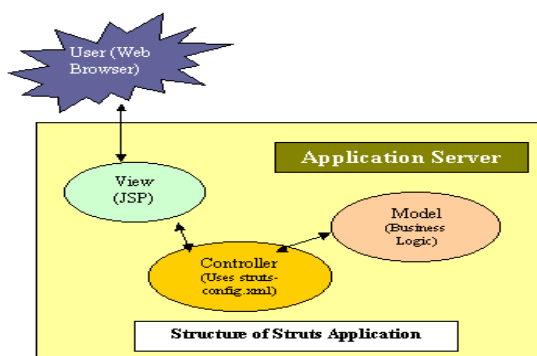 User (Web
Browser)
Application Server
View
(JSP)
Model
(Business
Logic)
Controller
(Uses struts-
config.xml)
Structure of Struts Application